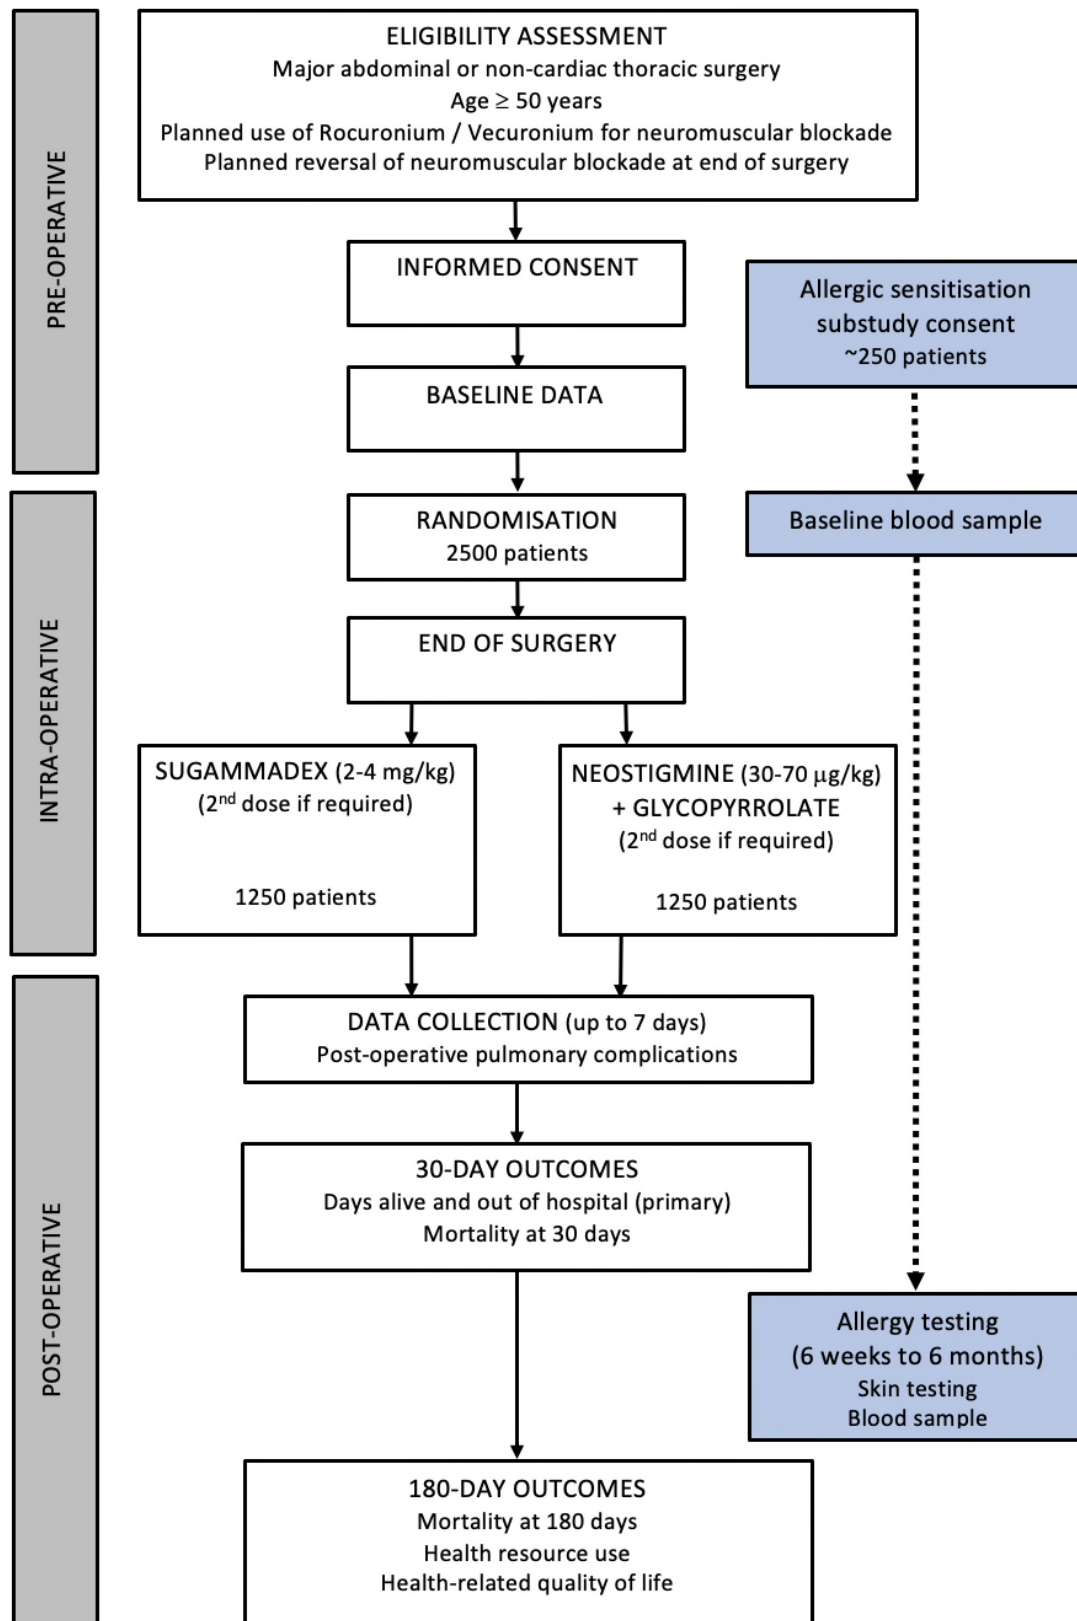 PRE-OPERATIVE
ELIGIBILITY ASSESSMENT
Major abdominal or non-cardiac thoracic surgery
Age ≥ 50 years
Planned use of Rocuronium / Vecuronium for neuromuscular blockade
Planned reversal of neuromuscular blockade at end of surgery
INFORMED CONSENT
BASELINE DATA
Allergic sensitisation
substudy consent
~250 patients
INTRA-OPERATIVE
RANDOMISATION
2500 patients
Baseline blood sample
END OF SURGERY
SUGAMMADEX (2-4 mg/kg)
(2nd dose if required)
1250 patients
NEOSTIGMINE (30-70 µg/kg)
+ GLYCOPYRROLATE
(2nd dose if required)
1250 patients
POST-OPERATIVE
DATA COLLECTION (up to 7 days)
Post-operative pulmonary complications
30-DAY OUTCOMES
Days alive and out of hospital (primary)
Mortality at 30 days
Allergy testing
(6 weeks to 6 months)
Skin testing
Blood sample
180-DAY OUTCOMES
Mortality at 180 days
Health resource use
Health-related quality of life